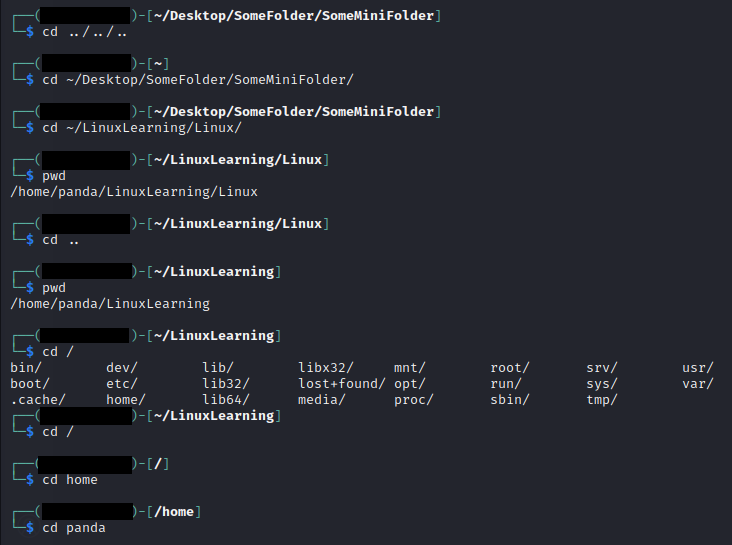 ┌──()-[~/Desktop/SomeFolder/SomeMiniFolder]
└─$ cd ../../..
┌──()-[~]
└─$ cd ~/Desktop/SomeFolder/SomeMiniFolder/
┌──()-[~/Desktop/SomeFolder/SomeMiniFolder]
└─$ cd ~/LinuxLearning/Linux/
┌──()-[~/LinuxLearning/Linux]
└─$ pwd
/home/panda/LinuxLearning/Linux
┌──()-[~/LinuxLearning/Linux]
└─$ cd ..
┌──()-[~/LinuxLearning]
└─$ pwd
/home/panda/LinuxLearning
┌──()-[~/LinuxLearning]
└─$ cd /
bin/ dev/ lib/ libx32/ mnt/ root/ srv/ usr/
boot/ etc/ lib32/ lost+found/ opt/ run/ sys/ var/
.cache/ home/ lib64/ media/ proc/ sbin/ tmp/
┌──()-[~/LinuxLearning]
└─$ cd /
┌──()-[/]
└─$ cd home
┌──()-[/home]
└─$ cd panda